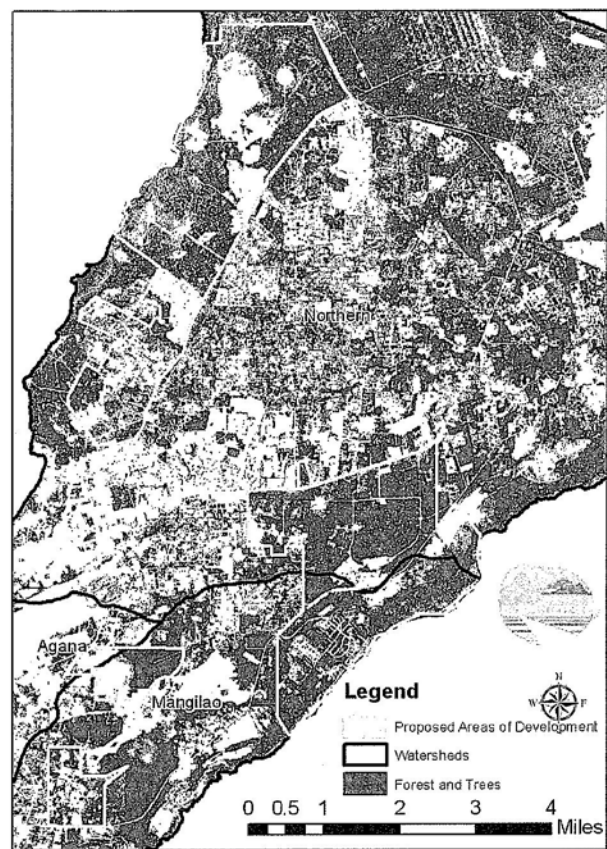 Northern
Agana
Mangilao
Legend
N
W
E
S
Proposed Areas of Development
Watersheds
Forest and Trees
0 0.5 1 2 3 4
Miles